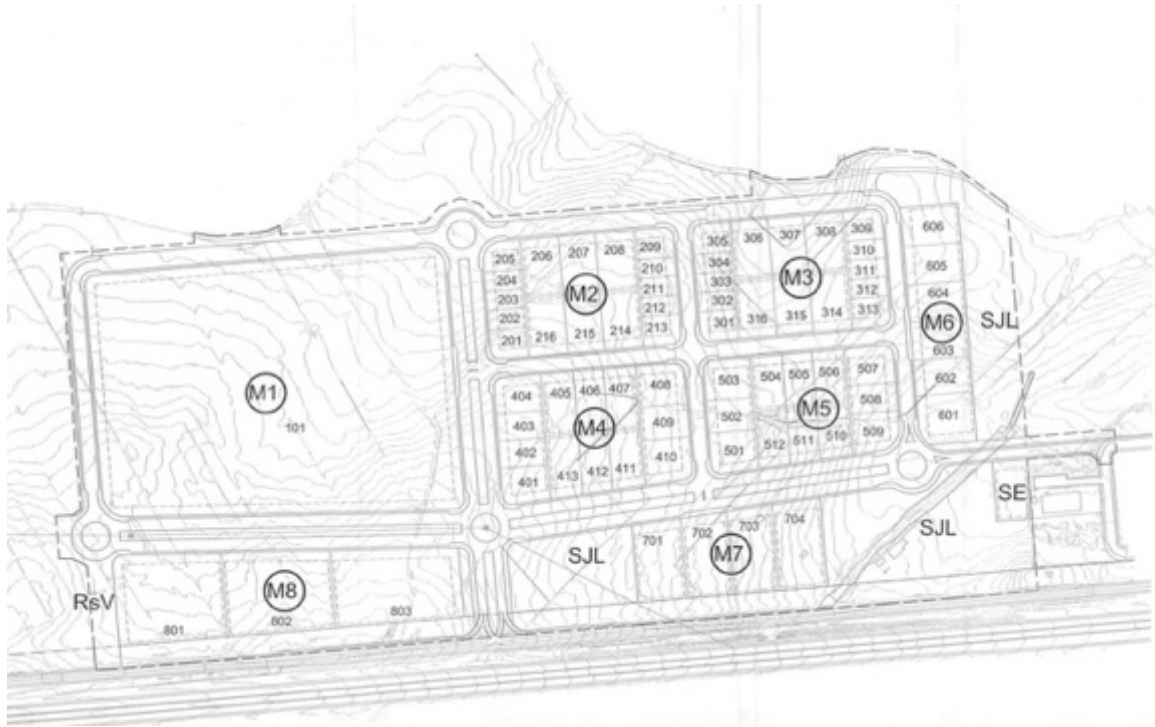 M1
101
M2
205 206 207 208 209
204 210
203 211
202 212
201 216 215 214 213
M3
305 306 307 308 309
304 310
303 311
302 312
301 316 315 314 313
M4
404 405 406 407 408
403 409
402 410
401 413 412 411
M5
503 504 505 506 507
502 508
501 512 511 510 509
M6
606
605
604
603
602
601
SJL
SE
SJL
M7
SJL 701 702 703 704
M8
RsV
801 802 803